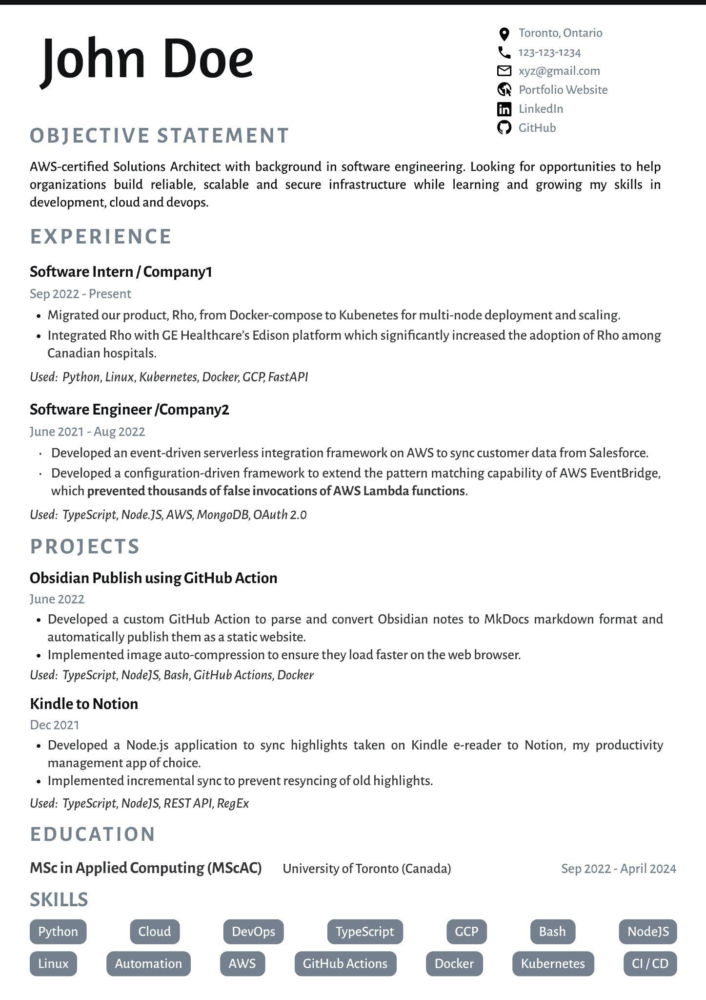 John Doe
Toronto, Ontario
123-123-1234
xyz@gmail.com
Portfolio Website
LinkedIn
GitHub
OBJECTIVE STATEMENT
AWS-certified Solutions Architect with background in software engineering. Looking for opportunities to help
organizations build reliable, scalable and secure infrastructure while learning and growing my skills in
development, cloud and devops.
EXPERIENCE
Software Intern / Company1
Sep 2022 - Present
• Migrated our product, Rho, from Docker-compose to Kubenetes for multi-node deployment and scaling.
• Integrated Rho with GE Healthcare’s Edison platform which significantly increased the adoption of Rho among
Canadian hospitals.
Used: Python, Linux, Kubernetes, Docker, GCP, FastAPI
Software Engineer /Company2
June 2021 - Aug 2022
· Developed an event-driven serverless integration framework on AWS to sync customer data from Salesforce.
· Developed a configuration-driven framework to extend the pattern matching capability of AWS EventBridge,
which prevented thousands of false invocations of AWS Lambda functions.
Used: TypeScript, Node.JS, AWS, MongoDB, OAuth 2.0
PROJECTS
Obsidian Publish using GitHub Action
June 2022
• Developed a custom GitHub Action to parse and convert Obsidian notes to MkDocs markdown format and
automatically publish them as a static website.
• Implemented image auto-compression to ensure they load faster on the web browser.
Used: TypeScript, NodeJS, Bash, GitHub Actions, Docker
Kindle to Notion
Dec 2021
• Developed a Node.js application to sync highlights taken on Kindle e-reader to Notion, my productivity
management app of choice.
• Implemented incremental sync to prevent resyncing of old highlights.
Used: TypeScript, NodeJS, REST API, RegEx
EDUCATION
MSc in Applied Computing (MScAC) University of Toronto (Canada) Sep 2022 - April 2024
SKILLS
Python Cloud DevOps TypeScript GCP Bash NodeJS
Linux Automation AWS GitHub Actions Docker Kubernetes CI / CD